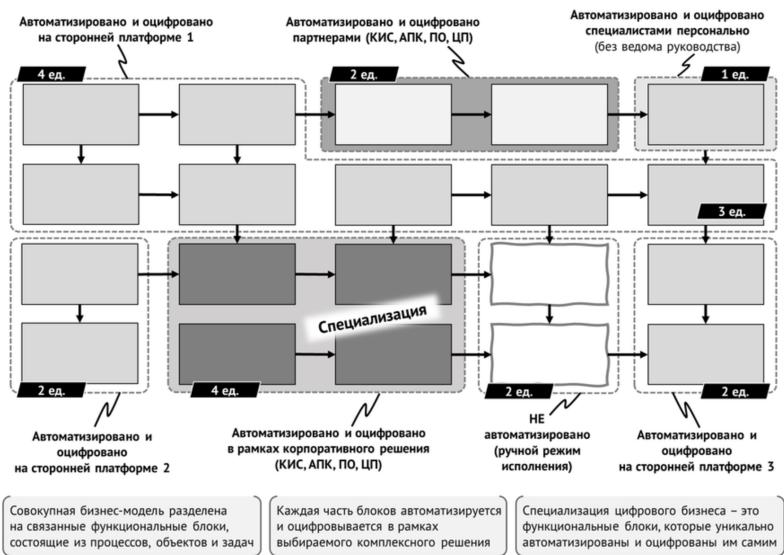 Автоматизировано и оцифровано
на сторонней платформе 1
Автоматизировано и оцифровано
партнерами (КИС, АПК, ПО, ЦП)
Автоматизировано и оцифровано
специалистами персонально
(без ведома руководства)
4 ед.
2 ед.
1 ед.
3 ед.
Специализация
2 ед.
4 ед.
2 ед.
2 ед.
Автоматизировано и
оцифровано
на сторонней платформе 2
Автоматизировано и оцифровано
в рамках корпоративного решения
(КИС, АПК, ПО, ЦП)
НЕ
автоматизировано
(ручной режим
исполнения)
Автоматизировано и
оцифровано
на сторонней платформе 3
Совокупная бизнес-модель разделена
на связанные функциональные блоки,
состоящие из процессов, объектов и задач
Каждая часть блоков автоматизируется
и оцифровывается в рамках
выбираемого комплексного решения
Специализация цифрового бизнеса – это
функциональные блоки, которые уникально
автоматизированы и оцифрованы им самим